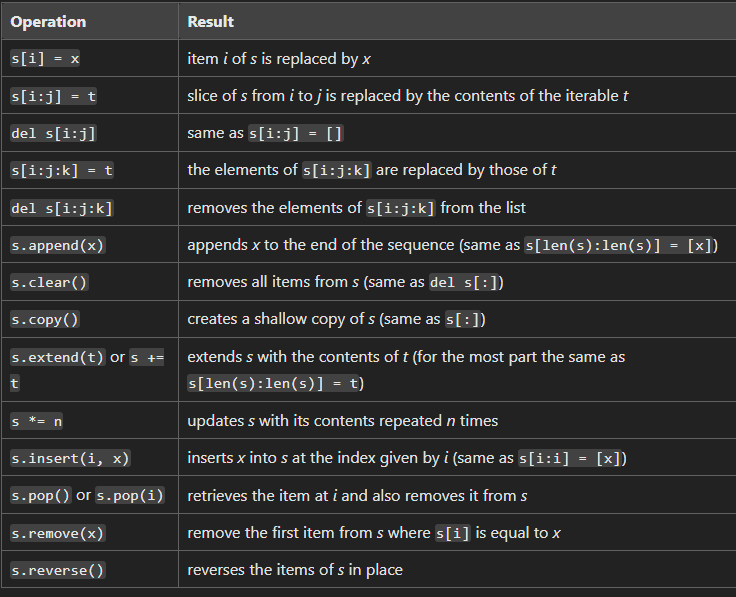 Operation Result
s[i] = x item i of s is replaced by x
s[i:j] = t slice of s from i to j is replaced by the contents of the iterable t
del s[i:j] same as s[i:j] = []
s[i:j:k] = t the elements of s[i:j:k] are replaced by those of t
del s[i:j:k] removes the elements of s[i:j:k] from the list
s.append(x) appends x to the end of the sequence (same as s[len(s):len(s)] = [x])
s.clear() removes all items from s (same as del s[:])
s.copy() creates a shallow copy of s (same as s[:])
s.extend(t) or s += extends s with the contents of t (for the most part the same as
t s[len(s):len(s)] = t)
s *= n updates s with its contents repeated n times
s.insert(i, x) inserts x into s at the index given by i (same as s[i:i] = [x])
s.pop() or s.pop(i) retrieves the item at i and also removes it from s
s.remove(x) remove the first item from s where s[i] is equal to x
s.reverse() reverses the items of s in place